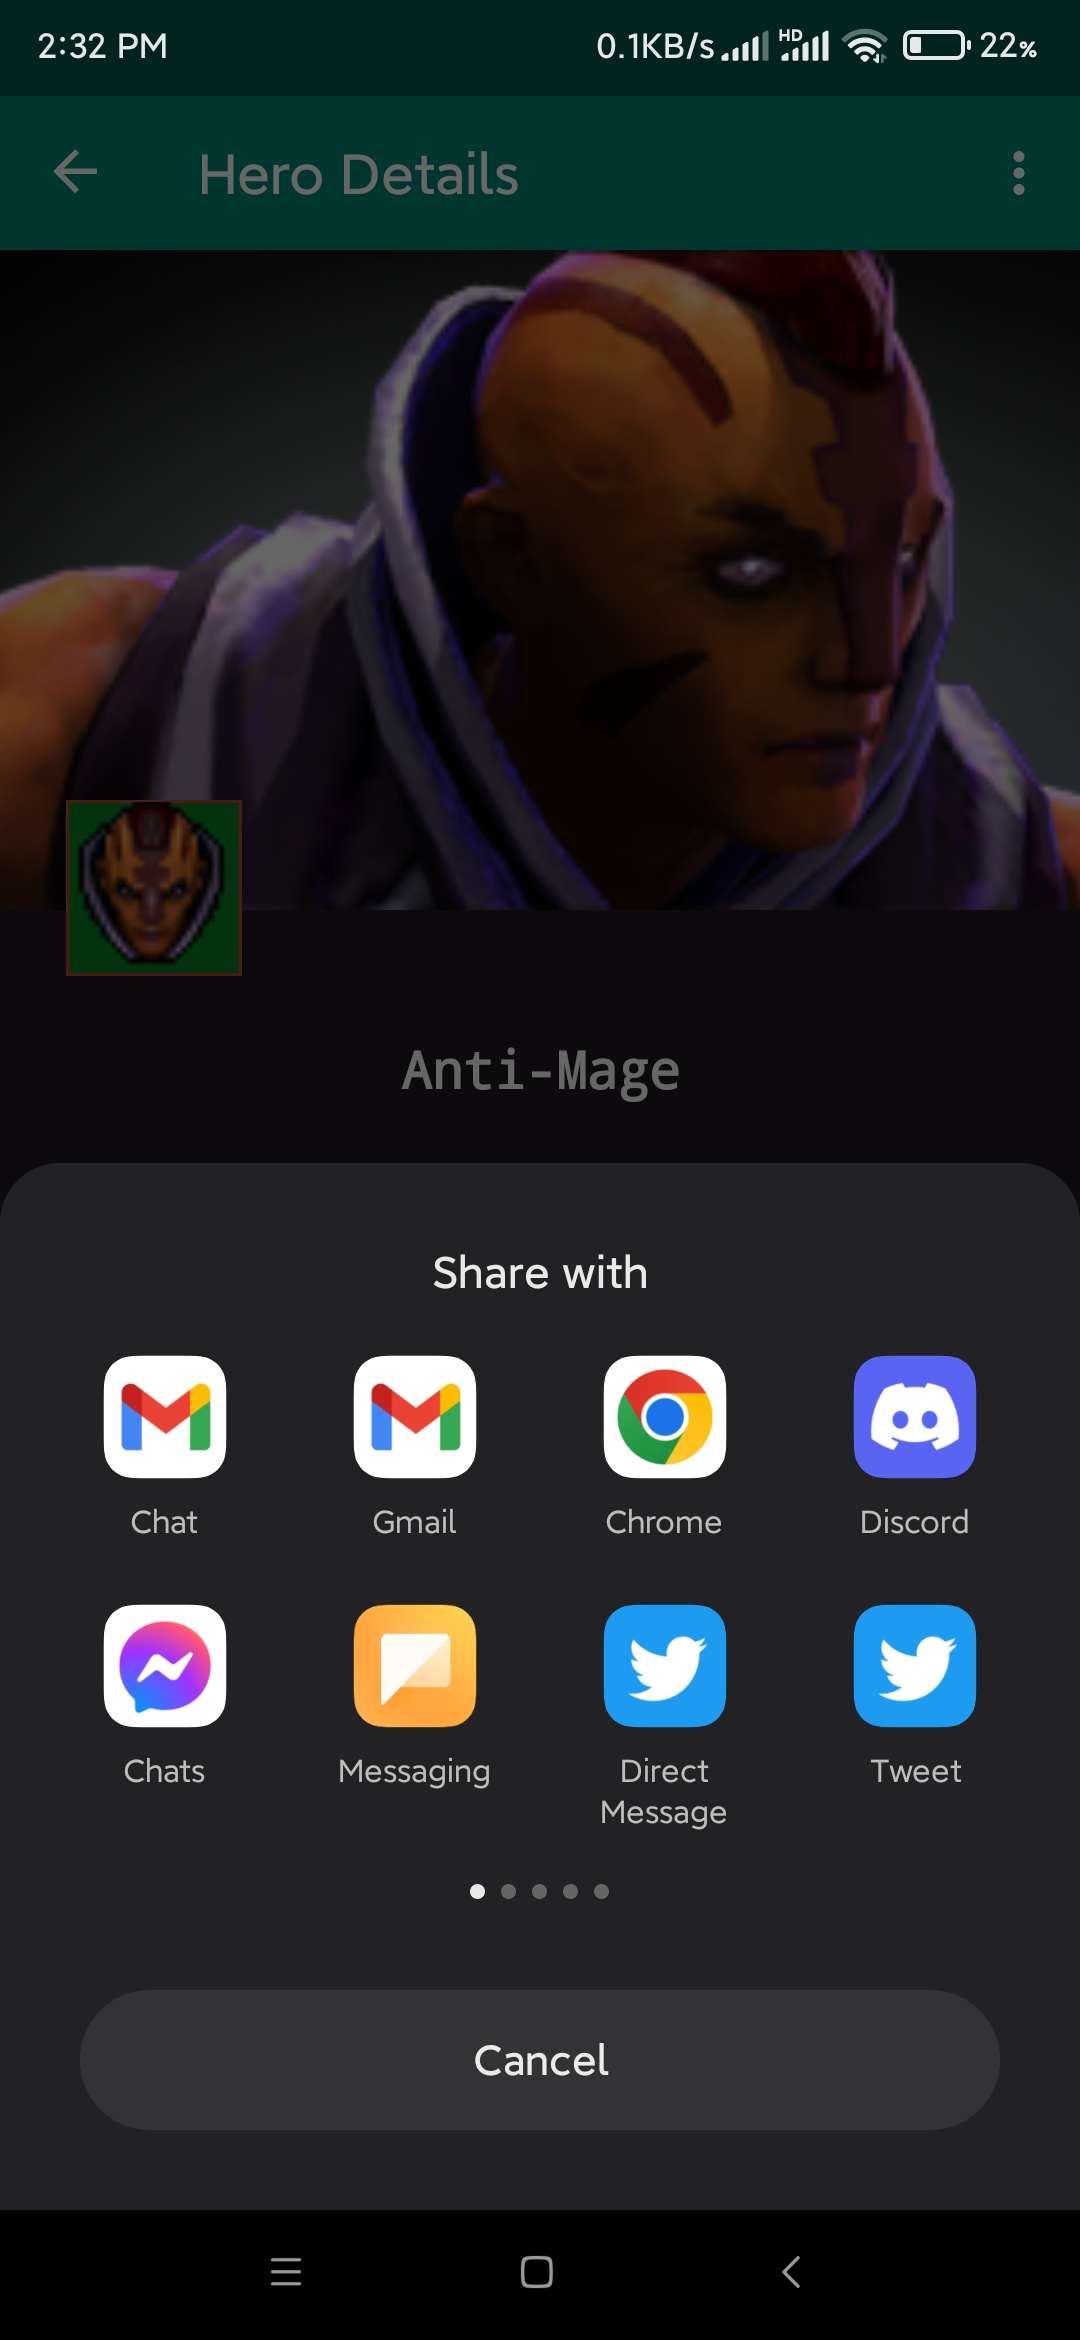 2:32 PM
0.1KB/s HD 22%
Hero Details
Anti-Mage
Share with
Chat
Gmail
Chrome
Discord
Chats
Messaging
Direct
Message
Tweet
Cancel